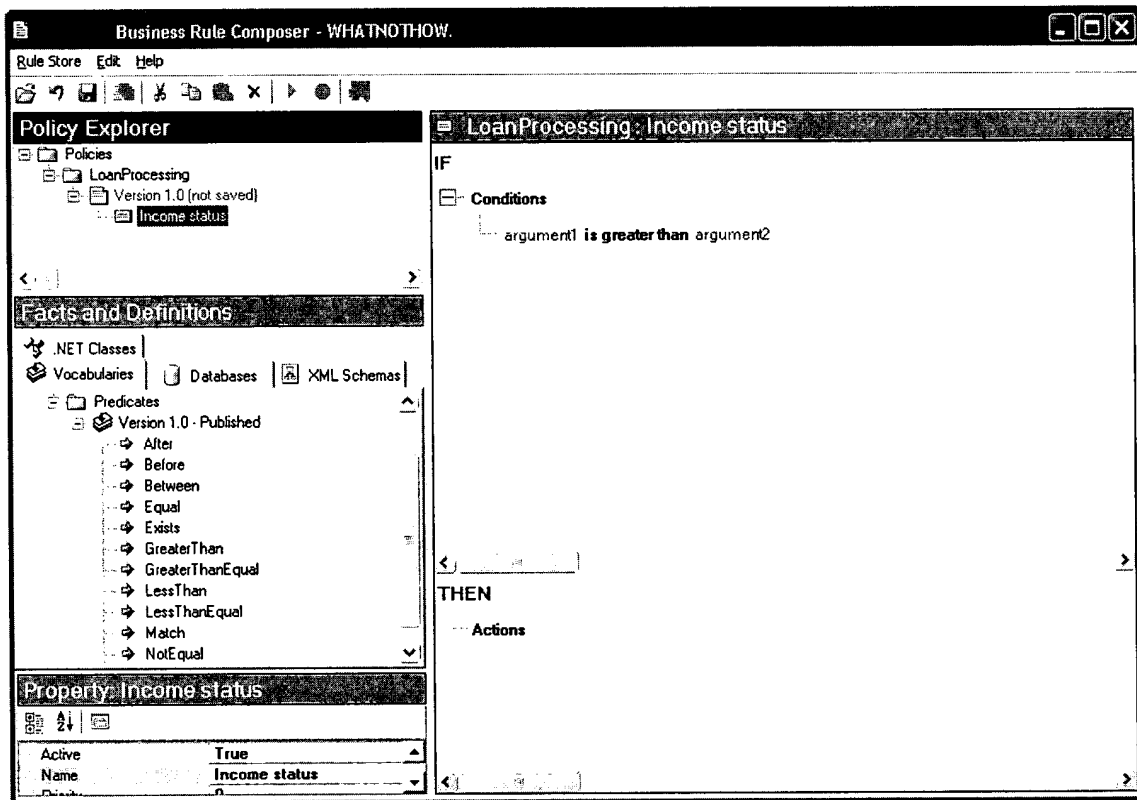 Business Rule Composer - WHATNOTHOW.
Rule Store Edit Help
Policy Explorer
Policies
LoanProcessing
Version 1.0 (not saved)
Income status
Facts and Definitions
.NET Classes
Vocabularies Databases XML Schemas
Predicates
Version 1.0 - Published
After
Before
Between
Equal
Exists
GreaterThan
GreaterThanEqual
LessThan
LessThanEqual
Match
NotEqual
Property: Income status
Active True
Name Income status
Priority 0
LoanProcessing : Income status
IF
Conditions
argument1 is greater than argument2
THEN
Actions